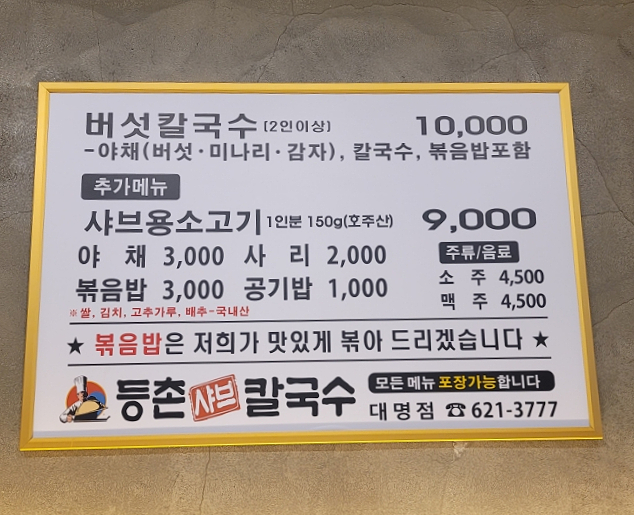 버섯칼국수 (2인이상) 10,000
-야채(버섯·미나리·감자), 칼국수, 볶음밥포함
추가메뉴
샤브용소고기 1인분 150g(호주산) 9,000
야 채 3,000 사 리 2,000
볶음밥 3,000 공기밥 1,000
주류/음료
소 주 4,500
맥 주 4,500
※쌀, 김치, 고추가루, 배추-국내산
★ 볶음밥은 저희가 맛있게 볶아 드리겠습니다 ★
등촌 샤브 칼국수
모든 메뉴 포장가능합니다
대명점 ☎ 621-3777